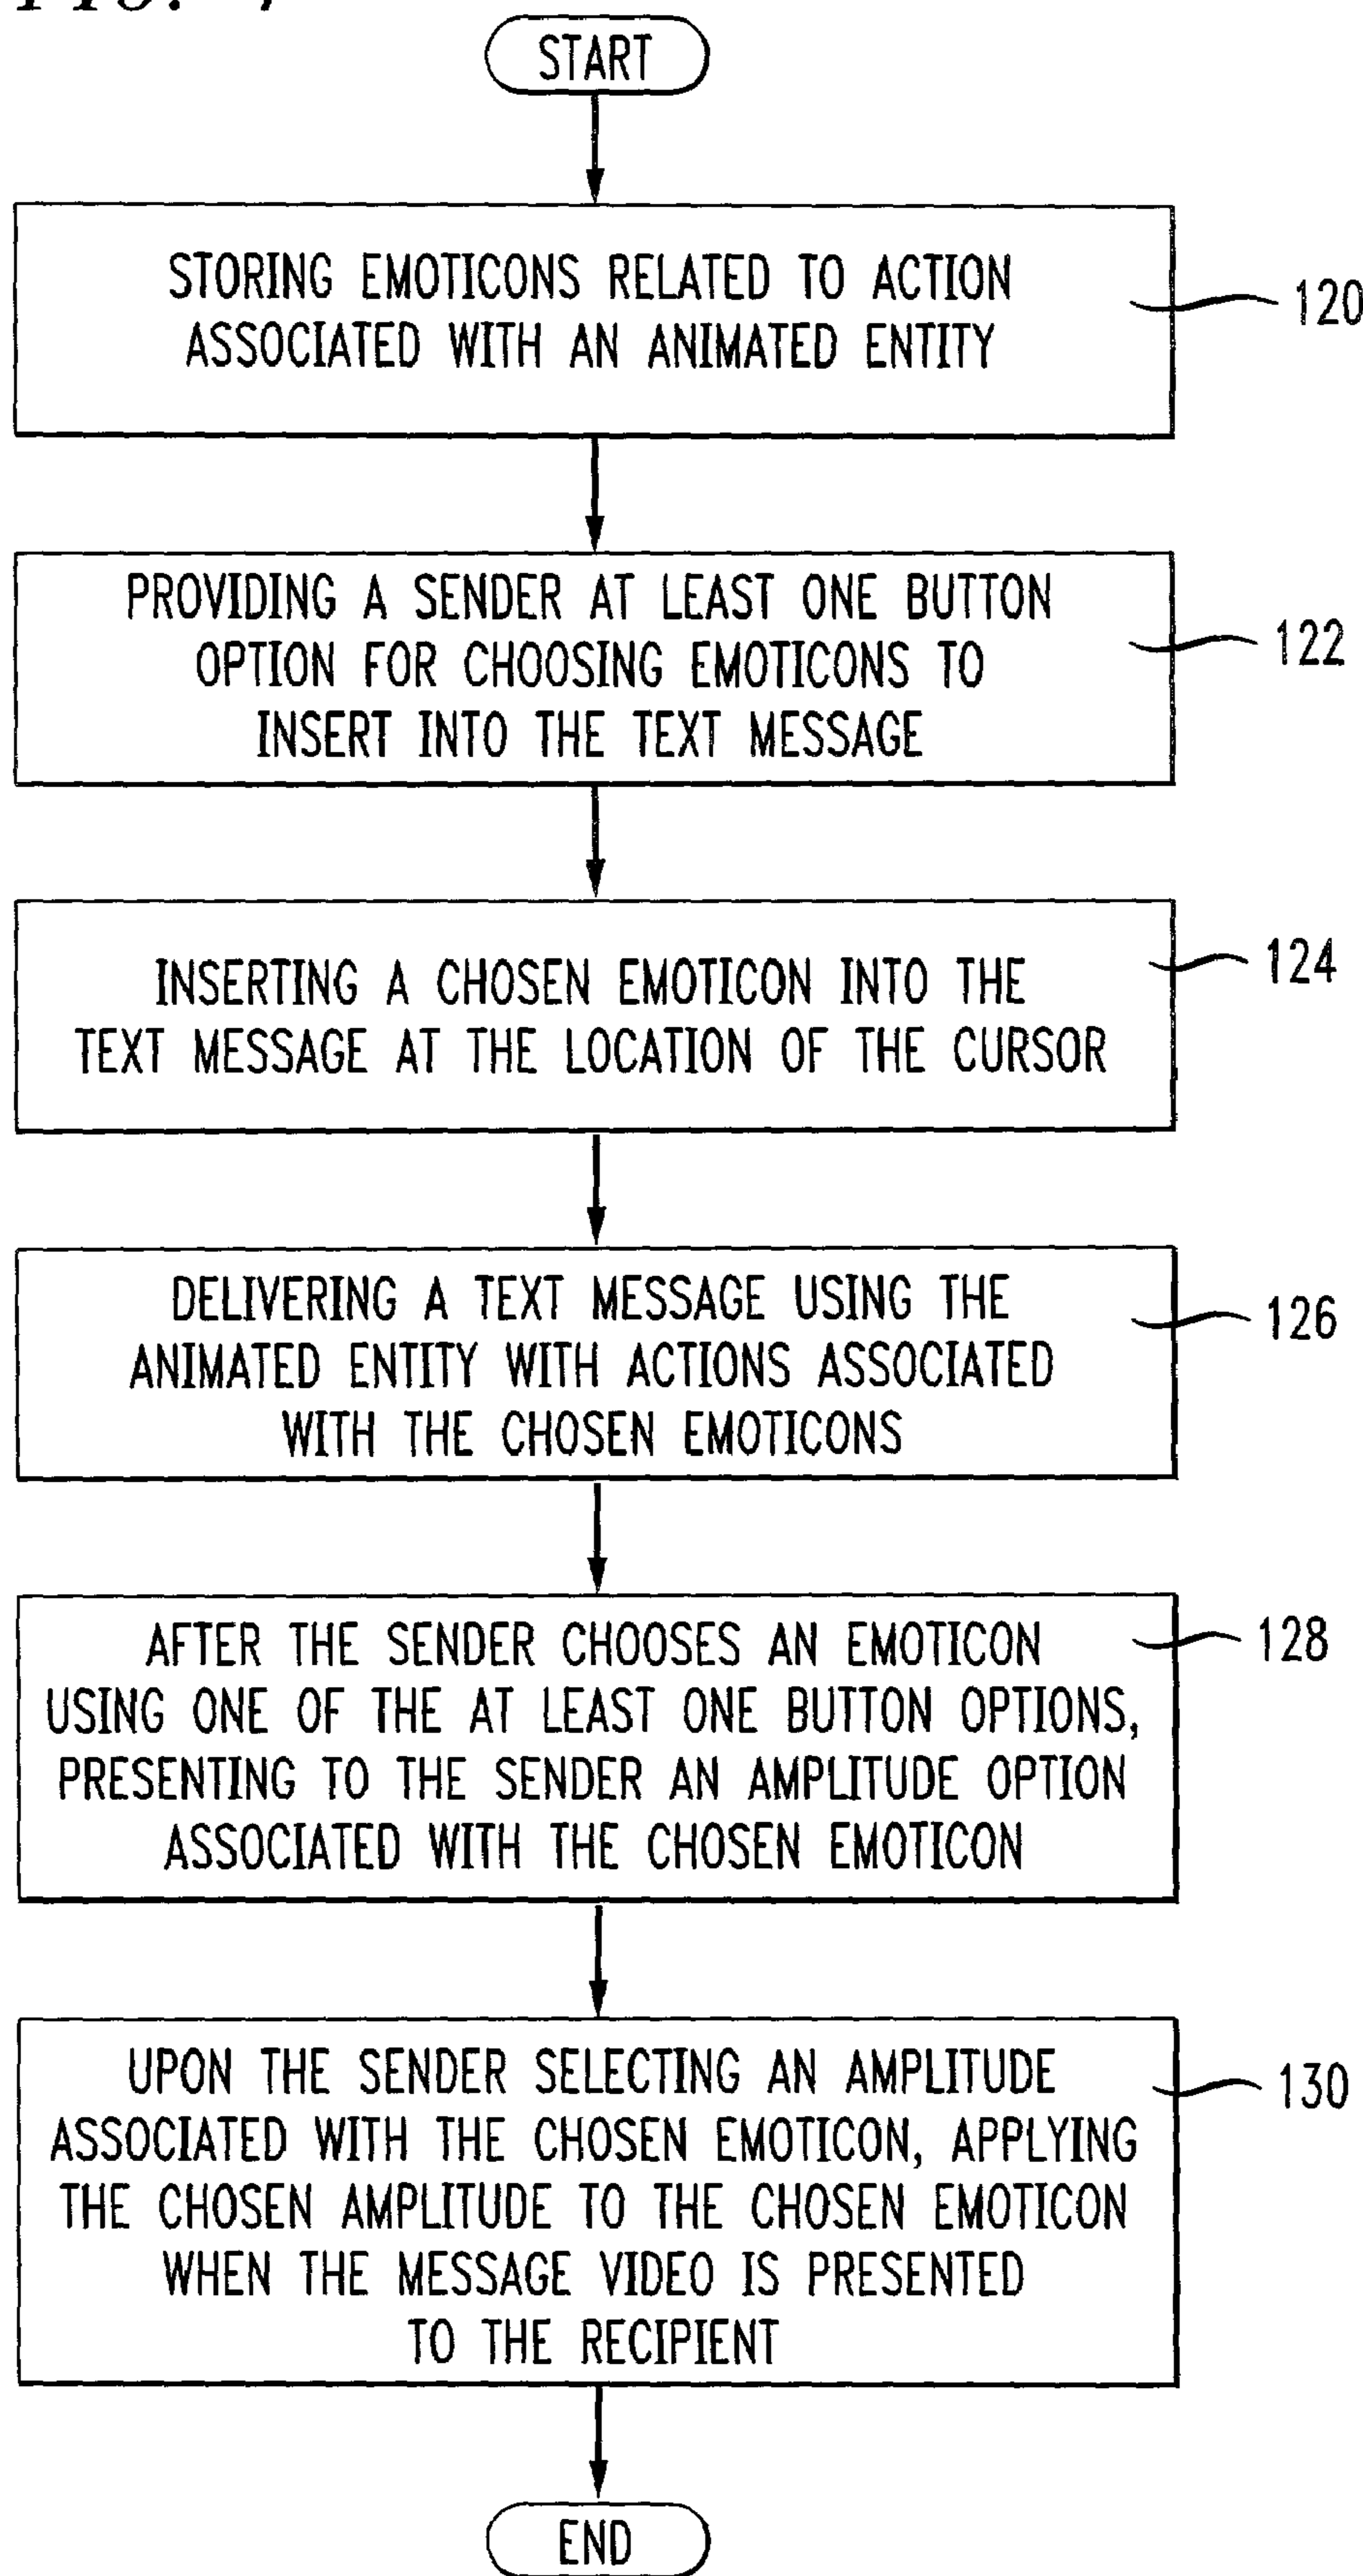 START
STORING EMOTICONS RELATED TO ACTION
ASSOCIATED WITH AN ANIMATED ENTITY
120
PROVIDING A SENDER AT LEAST ONE BUTTON
OPTION FOR CHOOSING EMOTICONS TO
INSERT INTO THE TEXT MESSAGE
122
INSERTING A CHOSEN EMOTICON INTO THE
TEXT MESSAGE AT THE LOCATION OF THE CURSOR
124
DELIVERING A TEXT MESSAGE USING THE
ANIMATED ENTITY WITH ACTIONS ASSOCIATED
WITH THE CHOSEN EMOTICONS
126
AFTER THE SENDER CHOOSES AN EMOTICON
USING ONE OF THE AT LEAST ONE BUTTON OPTIONS,
PRESENTING TO THE SENDER AN AMPLITUDE OPTION
ASSOCIATED WITH THE CHOSEN EMOTICON
128
UPON THE SENDER SELECTING AN AMPLITUDE
ASSOCIATED WITH THE CHOSEN EMOTICON, APPLYING
THE CHOSEN AMPLITUDE TO THE CHOSEN EMOTICON
WHEN THE MESSAGE VIDEO IS PRESENTED
TO THE RECIPIENT
130
END